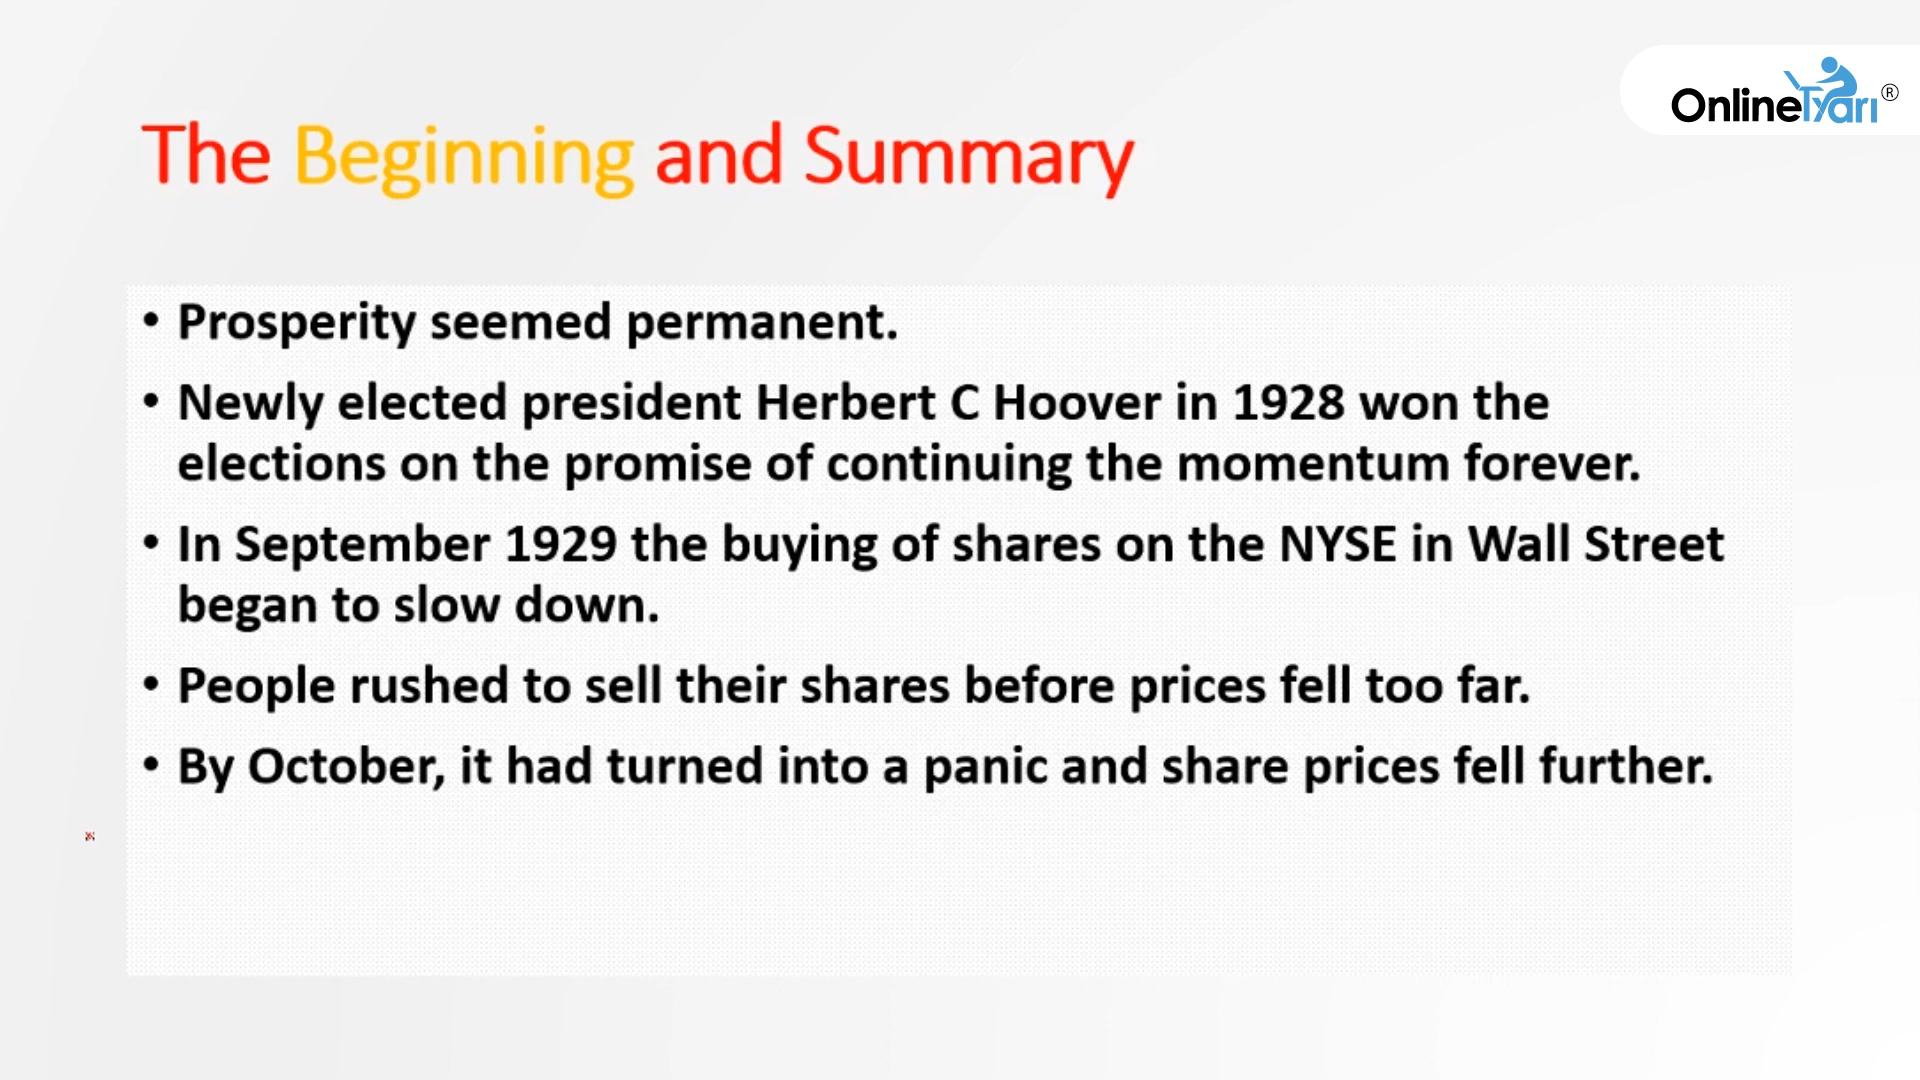 OnlineTyari®
The Beginning and Summary
• Prosperity seemed permanent.
• Newly elected president Herbert C Hoover in 1928 won the
elections on the promise of continuing the momentum forever.
• In September 1929 the buying of shares on the NYSE in Wall Street
began to slow down.
• People rushed to sell their shares before prices fell too far.
• By October, it had turned into a panic and share prices fell further.